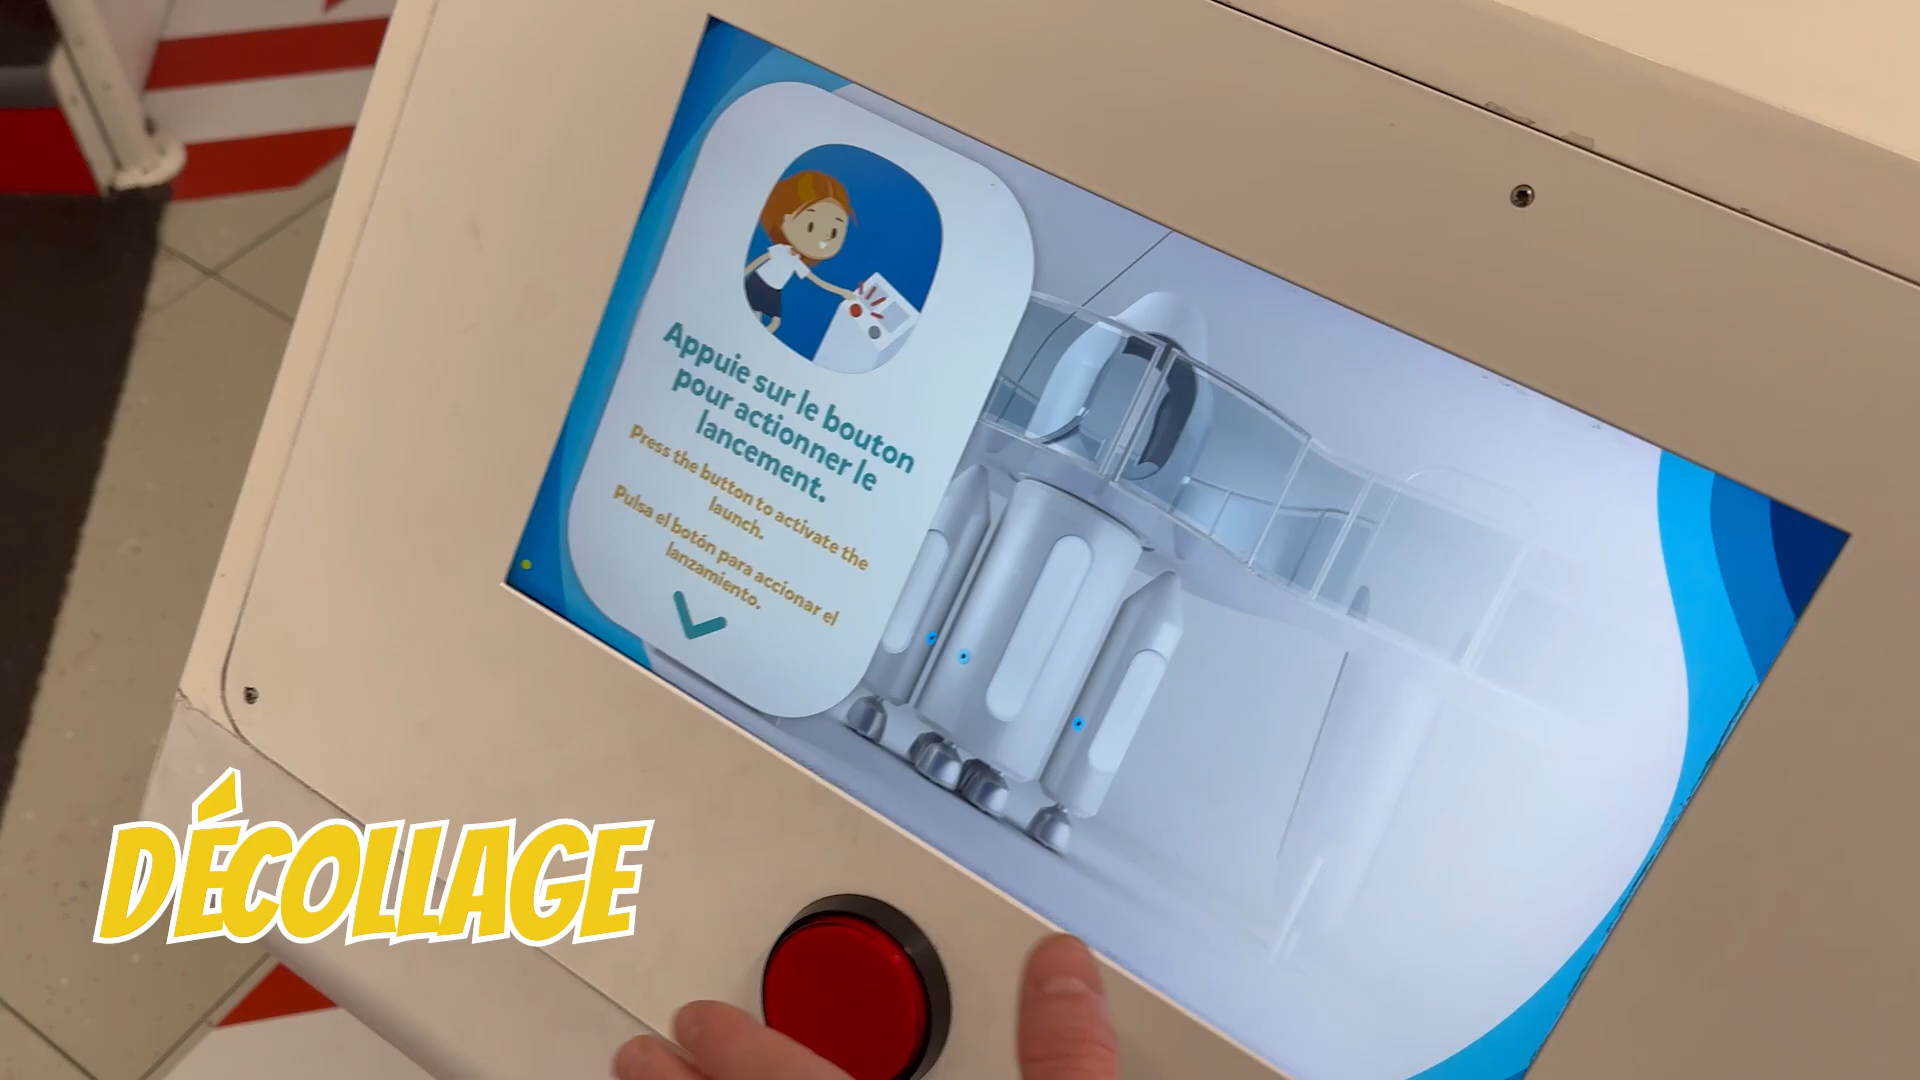 Appuie sur le bouton
pour actionner le
lancement.
Press the button to activate the
launch.
Pulsa el botón para accionar el
lanzamiento.
DÉCOLLAGE